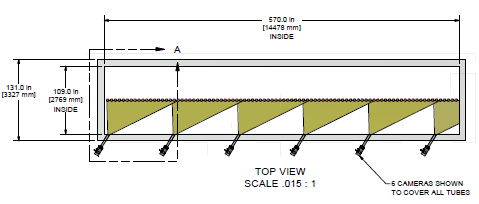 570.0 in
[14478 mm]
INSIDE
A
131.0 in
[3327 mm]
109.0 in
[2769 mm]
INSIDE
TOP VIEW
SCALE .015 : 1
6 CAMERAS SHOWN
TO COVER ALL TUBES